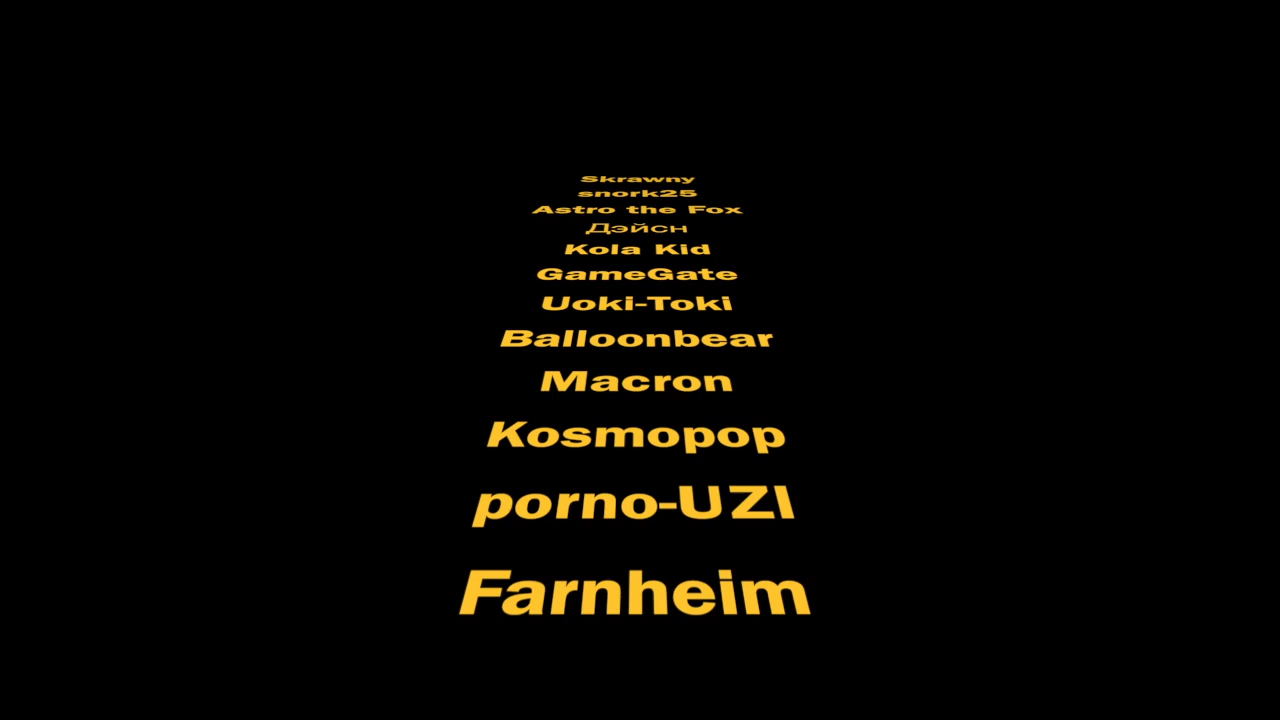 Skrawny
snork25
Astro the Fox
Дэйсн
Kola Kid
GameGate
Uoki-Toki
Balloonbear
Macron
Kosmopop
porno-UZI
Farnheim